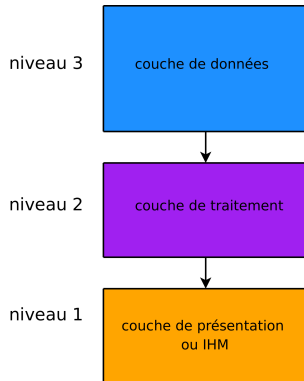 niveau 3
couche de données
niveau 2
couche de traitement
niveau 1
couche de présentation
ou IHM